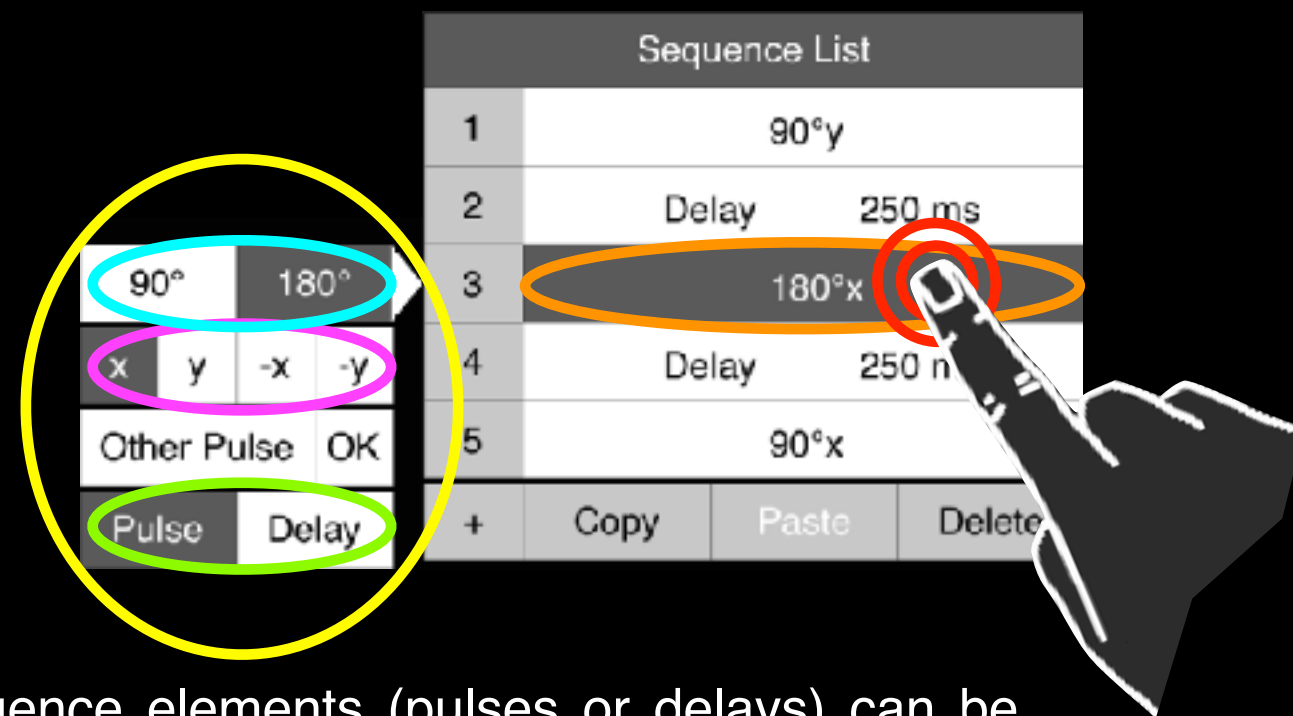 Sequence List
1 90°y
2 Delay 250 ms
90° 180° 3 180°x
x y -x -y 4 Delay 250
Other Pulse OK 5 90°x
Pulse Delay + Copy Paste Delete
elements (pulses or delays) can be